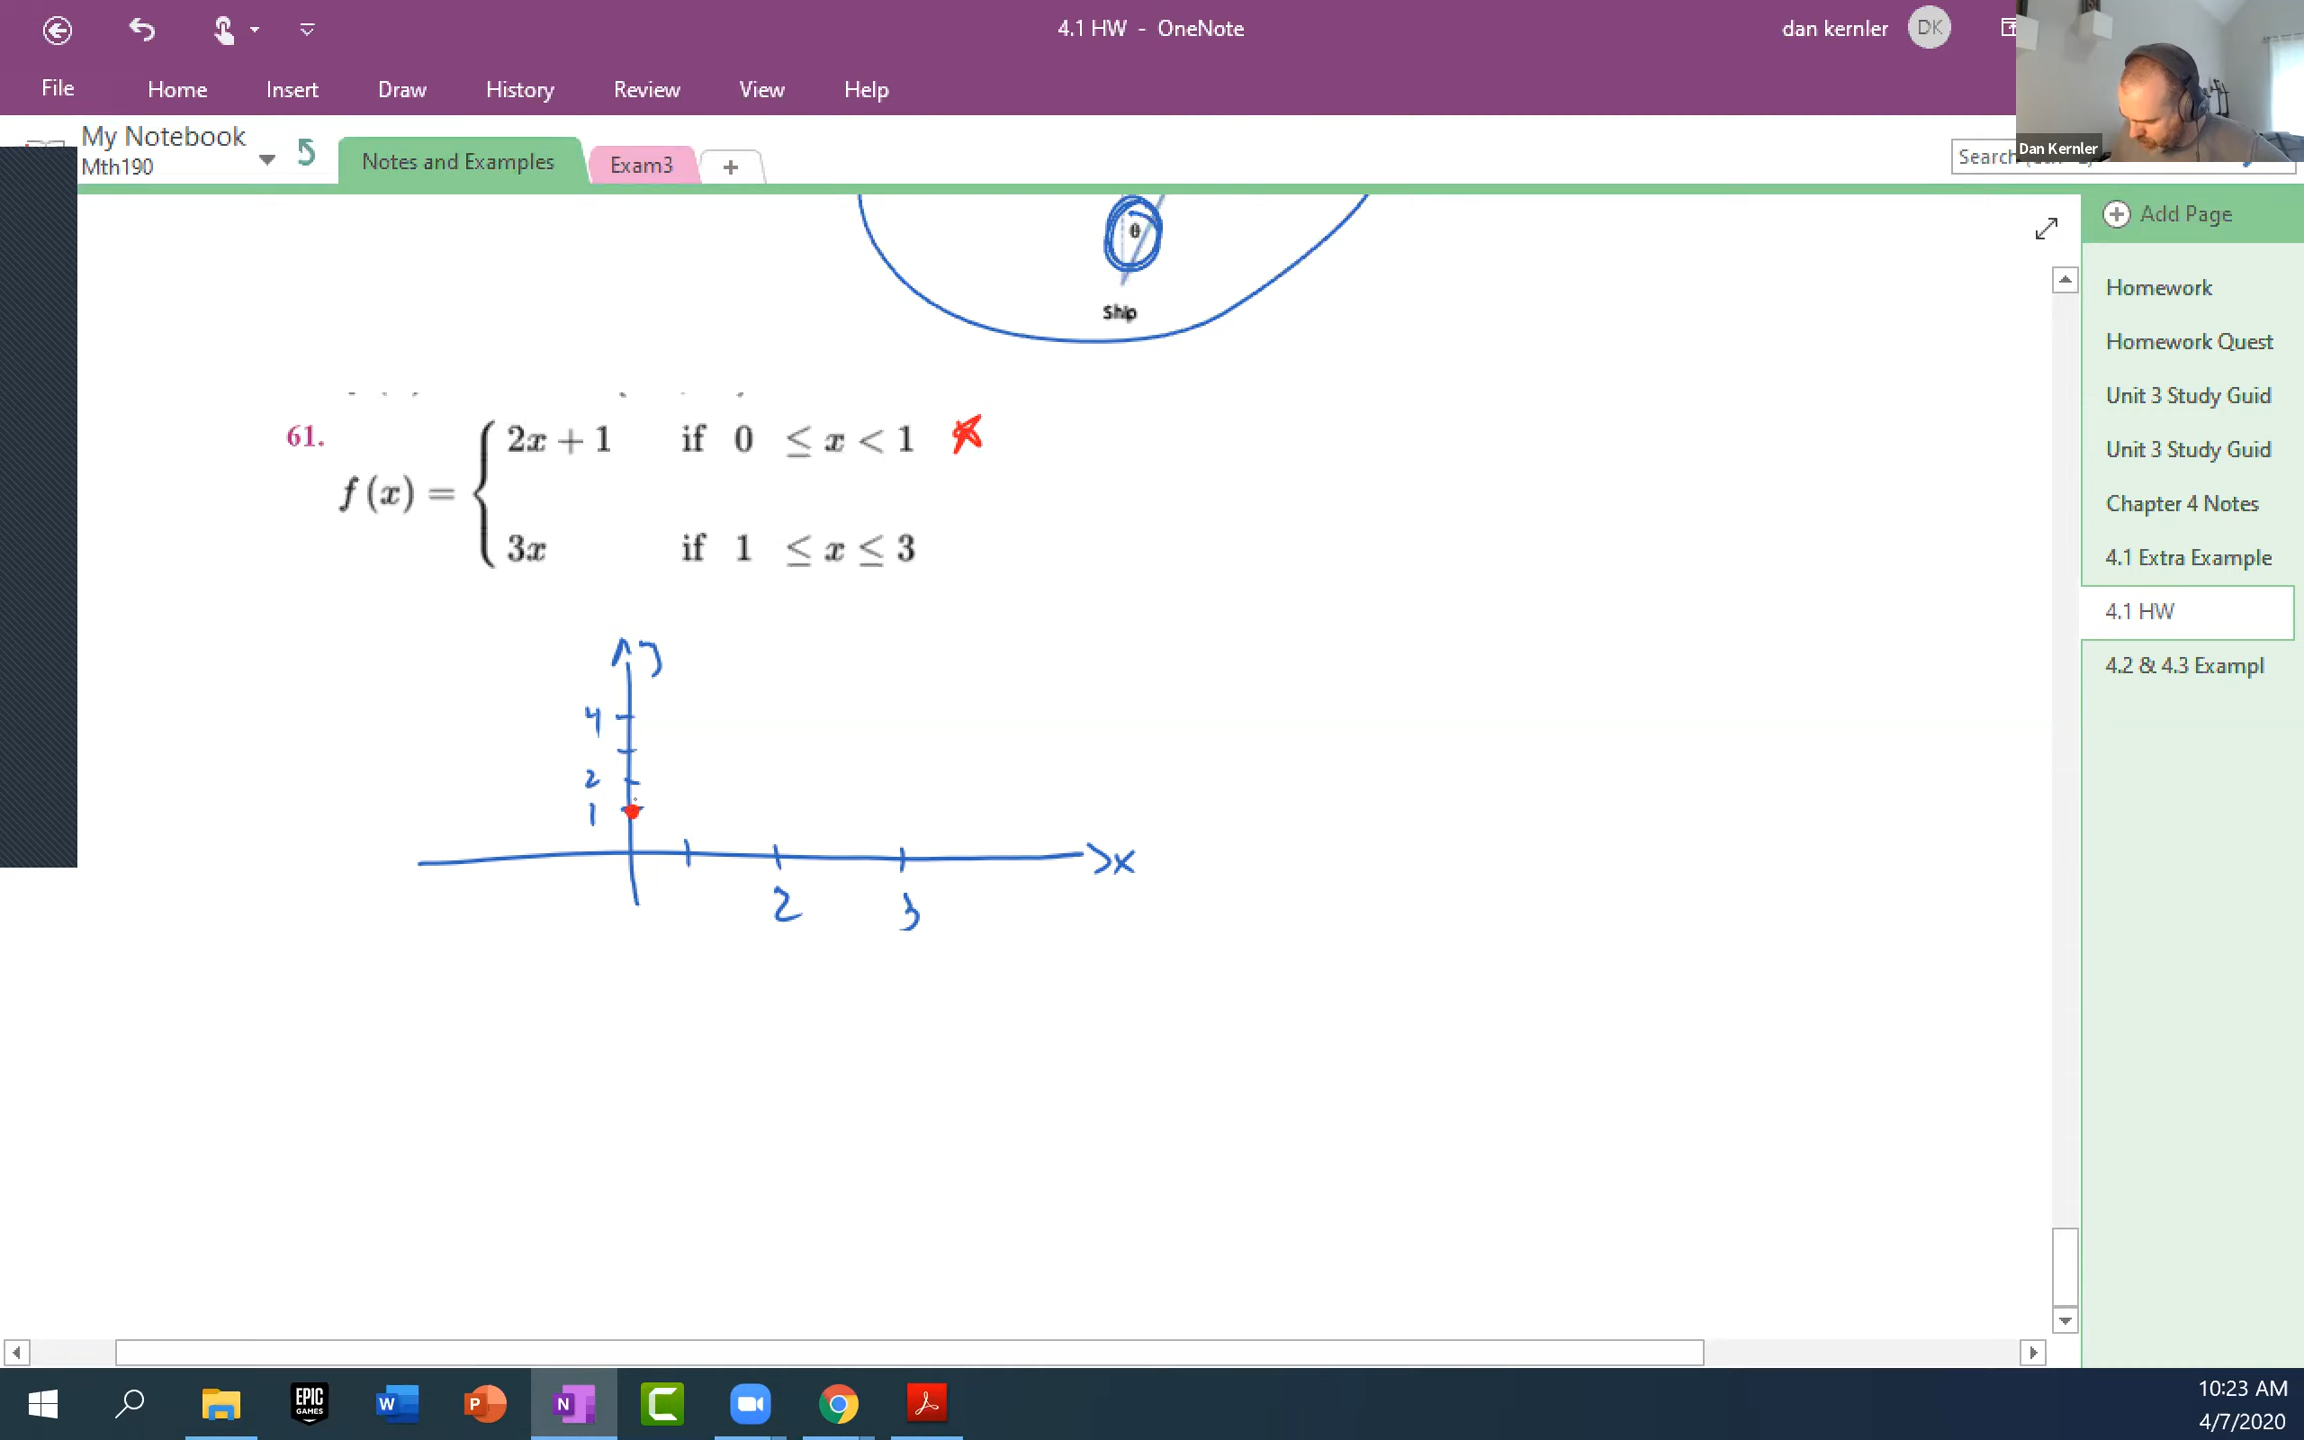 4.1 HW - OneNote
dan kernler DK
File Home Insert Draw History Review View Help
My Notebook
Mth190
Notes and Examples
Exam3
Search
Dan Kernler
Add Page
θ
Ship
Homework
Homework Quest
Unit 3 Study Guid
Unit 3 Study Guid
Chapter 4 Notes
4.1 Extra Example
4.1 HW
4.2 & 4.3 Exampl
61.
2x + 1 if 0 ≤ x < 1
f (x) =
3x if 1 ≤ x ≤ 3
y
4
2
1
x
2 3
EPIC
GAMES
W
P
N
10:23 AM
4/7/2020